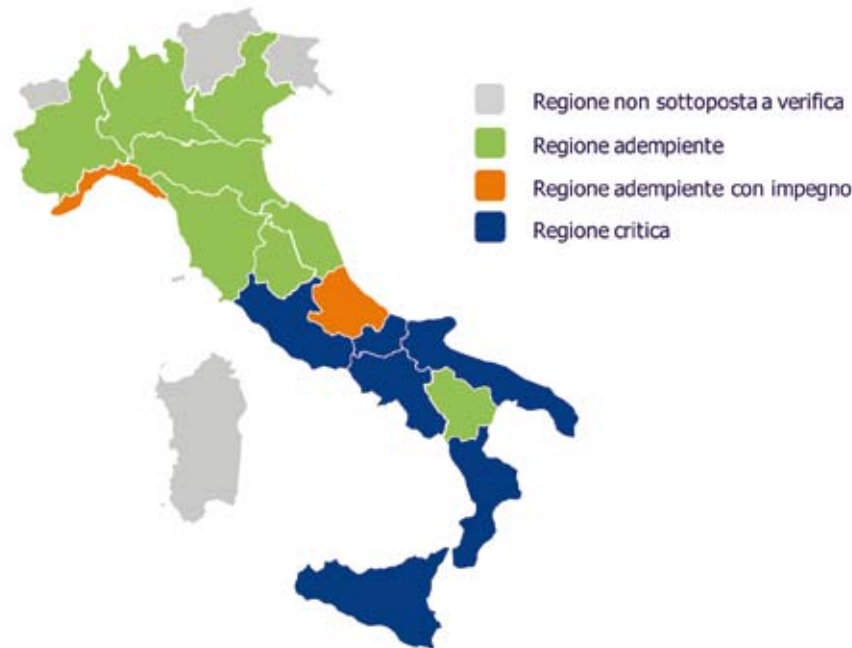 Regione non sottoposta a verifica
Regione adempiente
Regione adempiente con impegno
Regione critica